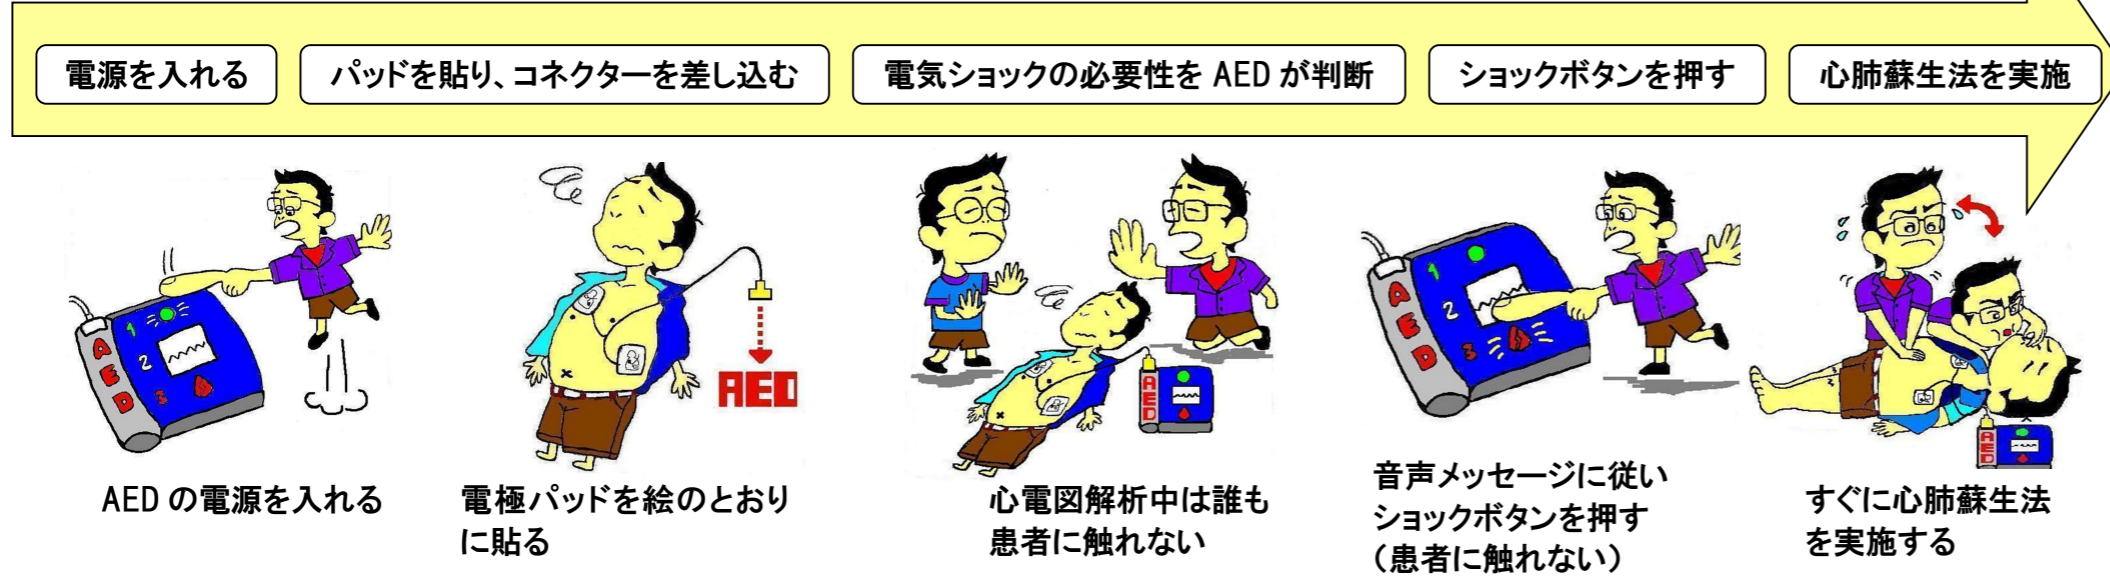 電源を入れる
パッドを貼り、コネクターを差し込む
電気ショックの必要性を AED が判断
ショックボタンを押す
心肺蘇生法を実施
1
2
3
AED
AED の電源を入れる
AED
電極パッドを絵のとおり
に貼る
AED
心電図解析中は誰も
患者に触れない
1
2
3
AED
音声メッセージに従い
ショックボタンを押す
（患者に触れない）
AED
すぐに心肺蘇生法
を実施する